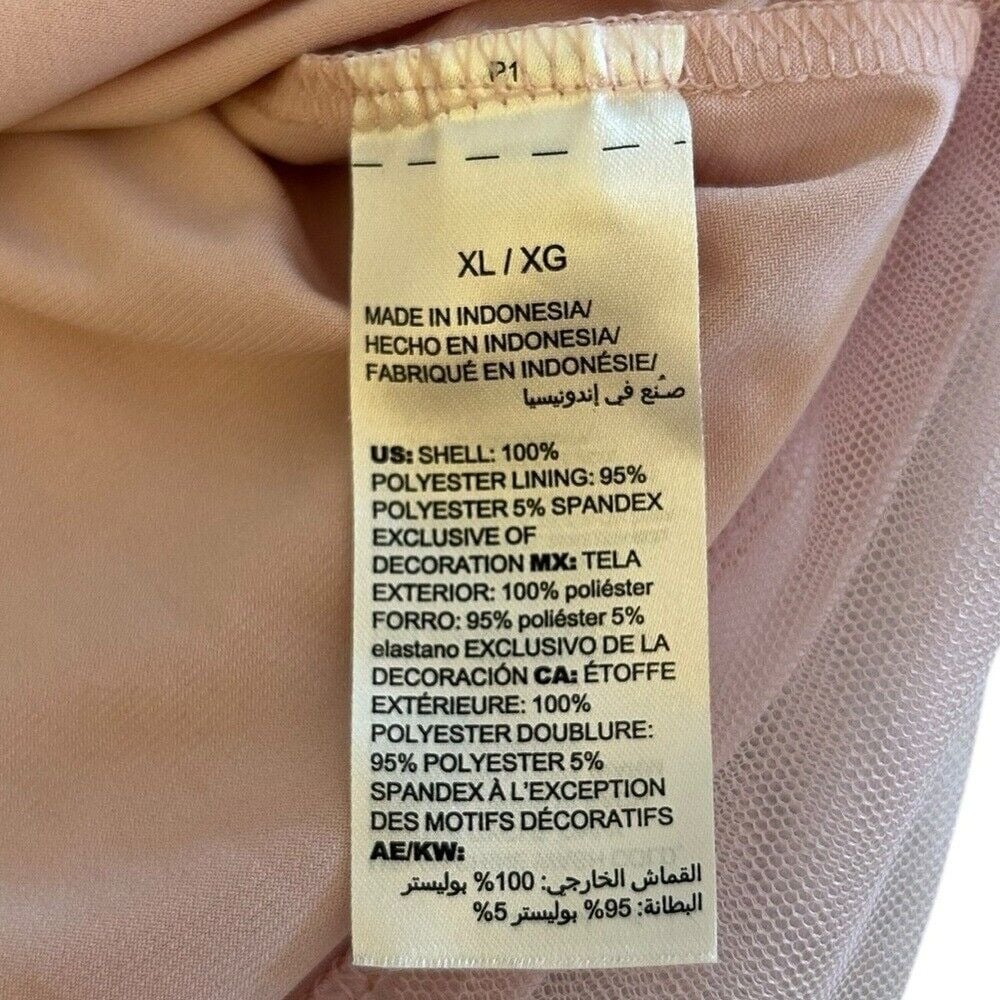 P1
XL / XG
MADE IN INDONESIA/
HECHO EN INDONESIA/
FABRIQUÉ EN INDONÉSIE/
صُنع في إندونيسيا
US: SHELL: 100%
POLYESTER LINING: 95%
POLYESTER 5% SPANDEX
EXCLUSIVE OF
DECORATION MX: TELA
EXTERIOR: 100% poliéster
FORRO: 95% poliéster 5%
elastano EXCLUSIVO DE LA
DECORACIÓN CA: ÉTOFFE
EXTÉRIEURE: 100%
POLYESTER DOUBLURE:
95% POLYESTER 5%
SPANDEX À L'EXCEPTION
DES MOTIFS DÉCORATIFS
AE/KW:
القماش الخارجي: 100% بوليستر
البطانة: 95% بوليستر 5%